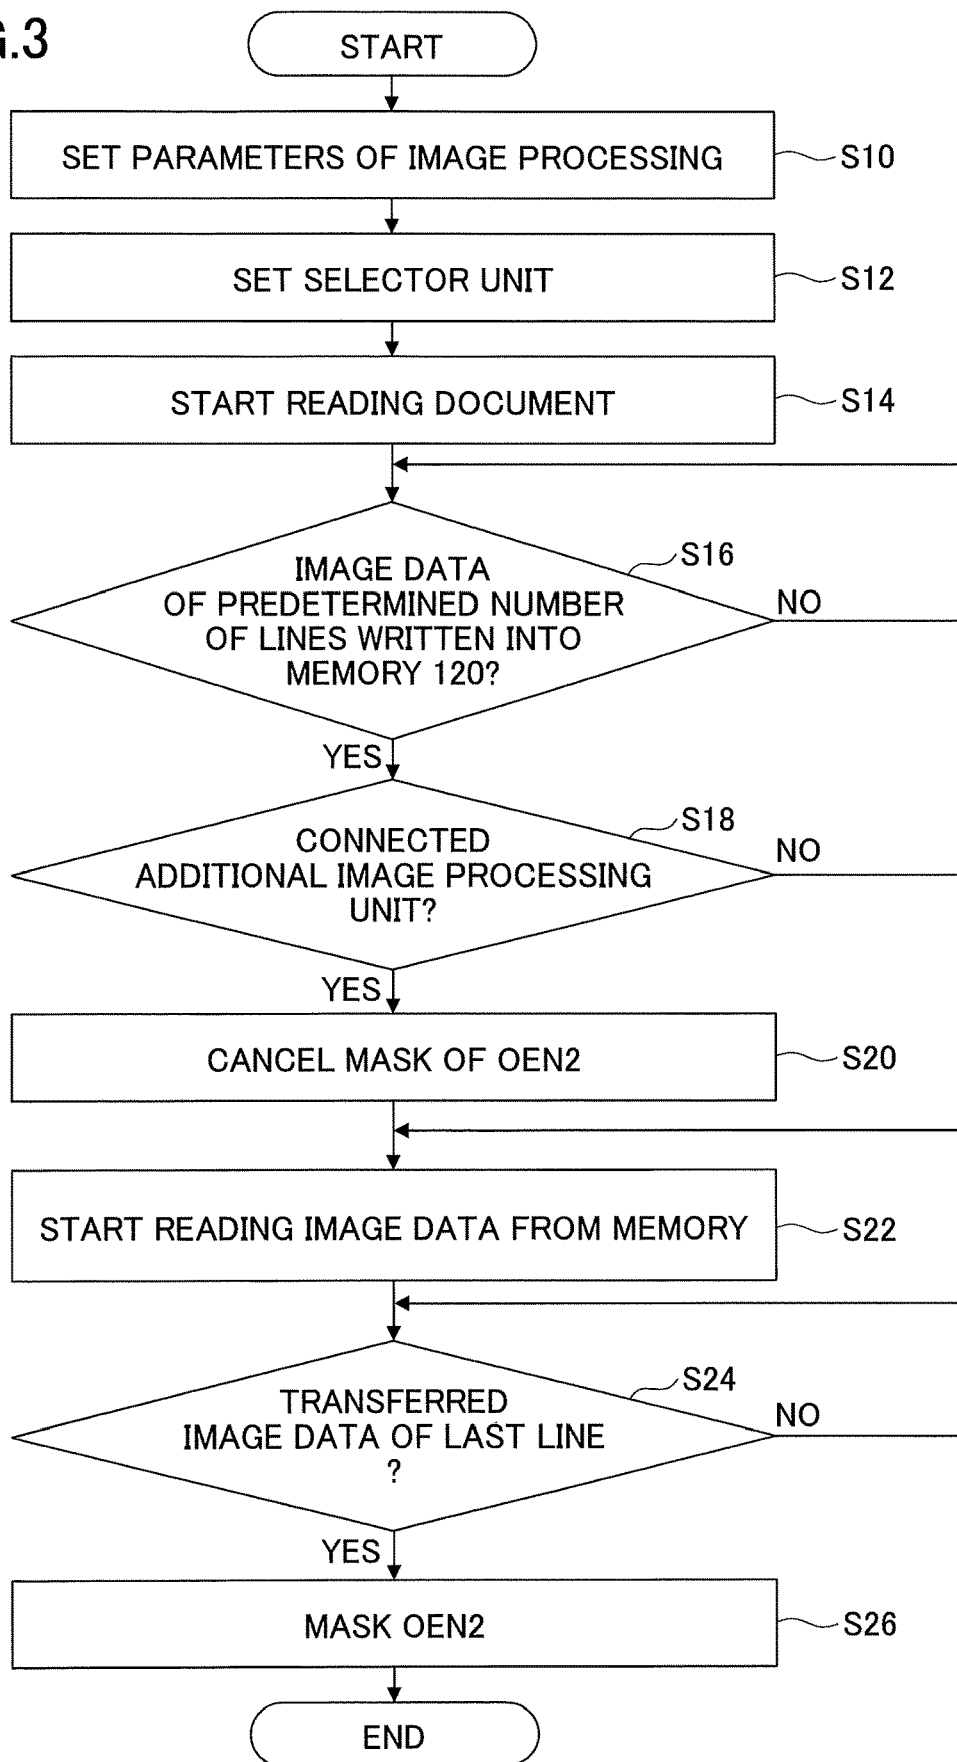 G.3
START
SET PARAMETERS OF IMAGE PROCESSING
S10
SET SELECTOR UNIT
S12
START READING DOCUMENT
S14
IMAGE DATA
OF PREDETERMINED NUMBER
OF LINES WRITTEN INTO
MEMORY 120?
S16
NO
YES
CONNECTED
ADDITIONAL IMAGE PROCESSING
UNIT?
S18
NO
YES
CANCEL MASK OF OEN2
S20
START READING IMAGE DATA FROM MEMORY
S22
TRANSFERRED
IMAGE DATA OF LAST LINE
?
S24
NO
YES
MASK OEN2
S26
END